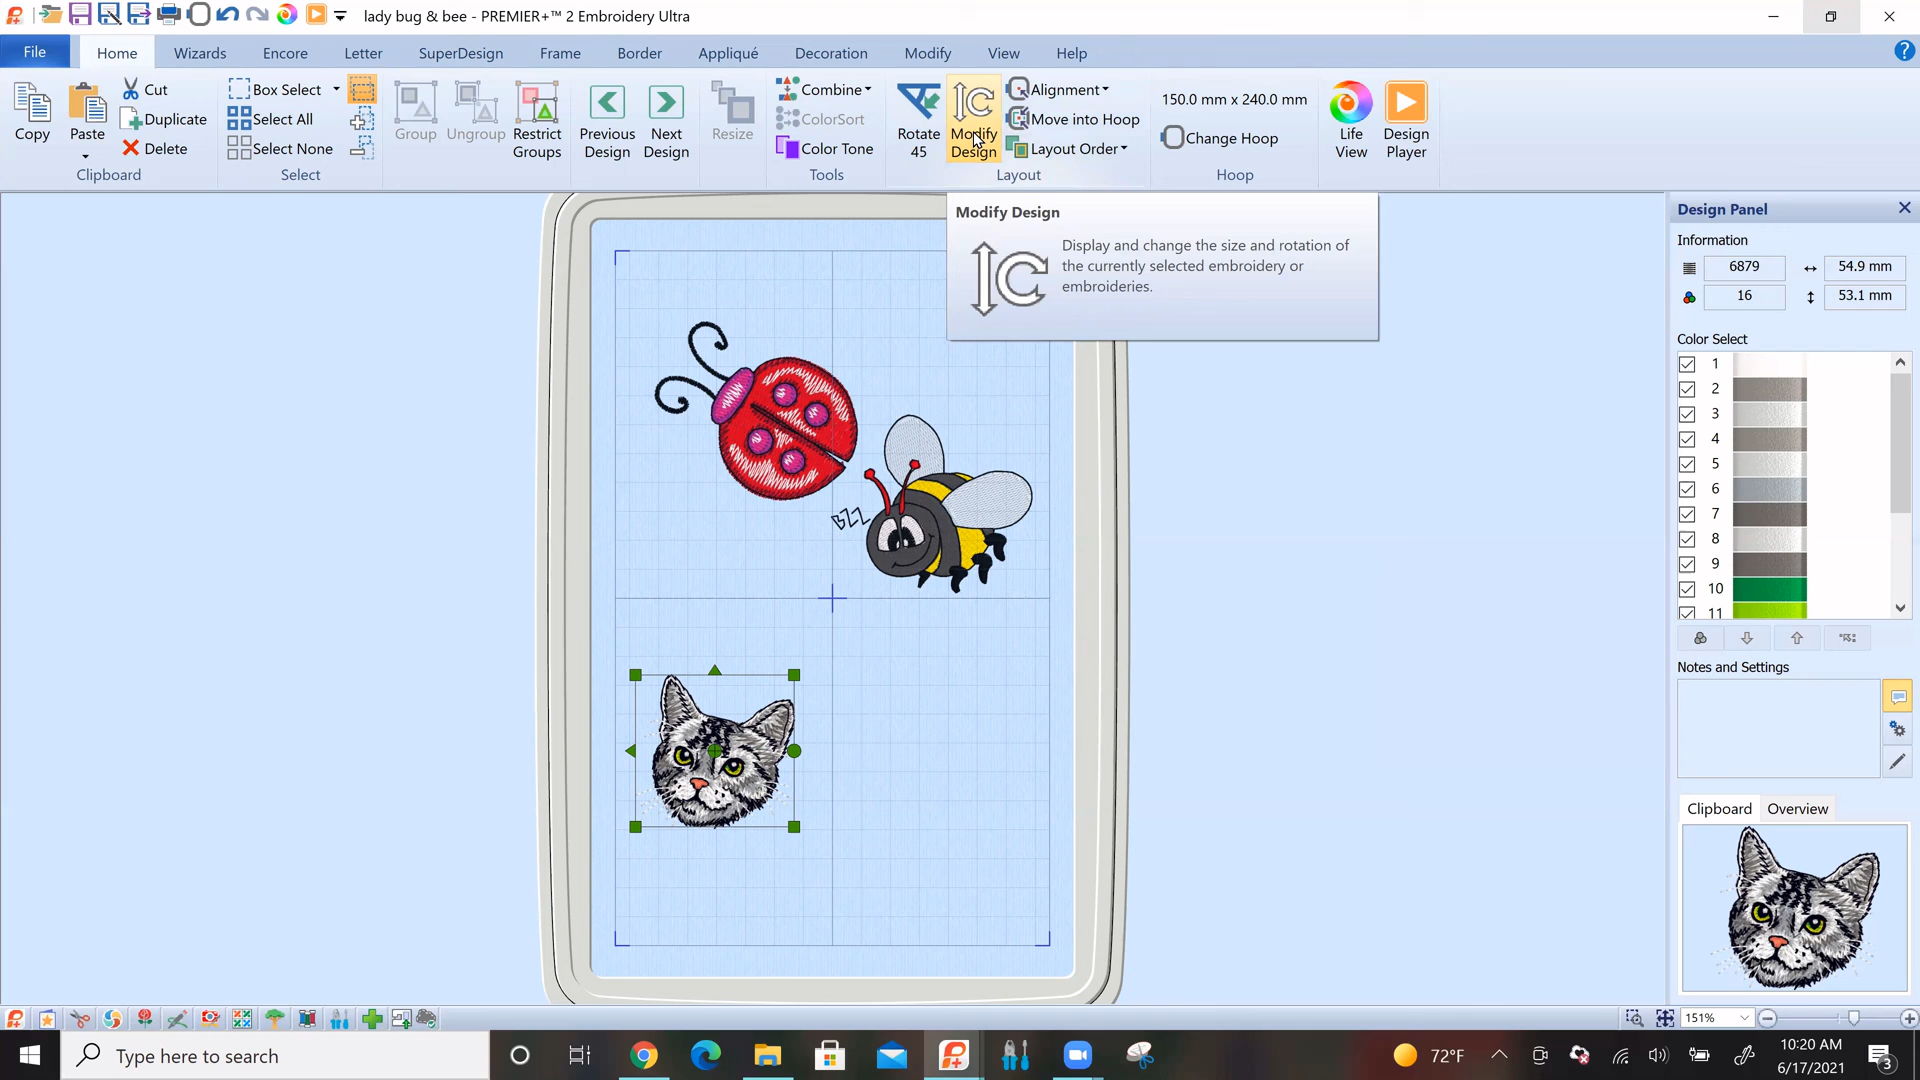 lady bug & bee - PREMIER+™ 2 Embroidery Ultra
File Home Wizards Encore Letter SuperDesign Frame Border Appliqué Decoration Modify View Help
Copy
Paste
Cut
Duplicate
Delete
Clipboard
Box Select
Select All
Select None
Select
Group
Ungroup
Restrict Groups
Previous Design
Next Design
Resize
Combine
ColorSort
Color Tone
Tools
Rotate 45
Modify Design
Alignment
Move into Hoop
Layout Order
Layout
150.0 mm x 240.0 mm
Change Hoop
Hoop
Life View
Design Player
Modify Design
Display and change the size and rotation of
the currently selected embroidery or
embroideries.
BZZ
Design Panel
Information
6879 54.9 mm
16 53.1 mm
Color Select
1
2
3
4
5
6
7
8
9
10
11
Notes and Settings
Clipboard Overview
151%
Type here to search
72°F
10:20 AM
6/17/2021
3